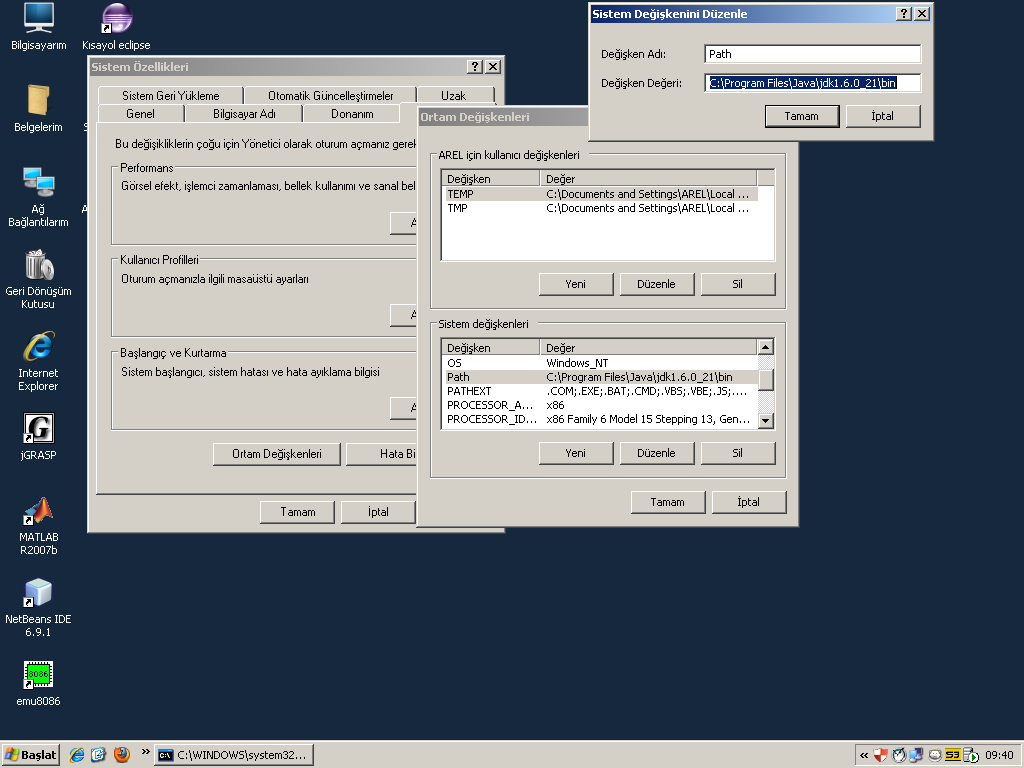 Bilgisayarım
Kısayol eclipse
Belgelerim
Ağ
Bağlantılarım
Geri Dönüşüm
Kutusu
Internet
Explorer
jGRASP
MATLAB
R2007b
NetBeans IDE
6.9.1
8086
emu8086
Sistem Özellikleri
Sistem Geri Yükleme
Otomatik Güncelleştirmeler
Uzak
Genel
Bilgisayar Adı
Donanım
Bu değişikliklerin çoğu için Yönetici olarak oturum açmanız gerek
Performans
Görsel efekt, işlemci zamanlaması, bellek kullanımı ve sanal bel
Kullanıcı Profilleri
Oturum açmanızla ilgili masaüstü ayarları
Başlangıç ve Kurtarma
Sistem başlangıcı, sistem hatası ve hata ayıklama bilgisi
Ortam Değişkenleri
Hata Bi
Tamam
İptal
Ortam Değişkenleri
AREL için kullanıcı değişkenleri
Değişken
Değer
TEMP
C:\Documents and Settings\AREL\Local ...
TMP
C:\Documents and Settings\AREL\Local ...
Yeni
Düzenle
Sil
Sistem değişkenleri
Değişken
Değer
OS
Windows_NT
Path
C:\Program Files\Java\jdk1.6.0_21\bin
PATHEXT
.COM;.EXE;.BAT;.CMD;.VBS;.VBE;.JS;....
PROCESSOR_A...
x86
PROCESSOR_ID...
x86 Family 6 Model 15 Stepping 13, Gen...
Yeni
Düzenle
Sil
Tamam
İptal
Sistem Değişkenini Düzenle
Değişken Adı:
Path
Değişken Değeri:
C:\Program Files\Java\jdk1.6.0_21\bin
Tamam
İptal
Başlat
C:\WINDOWS\system32...
S3
09:40